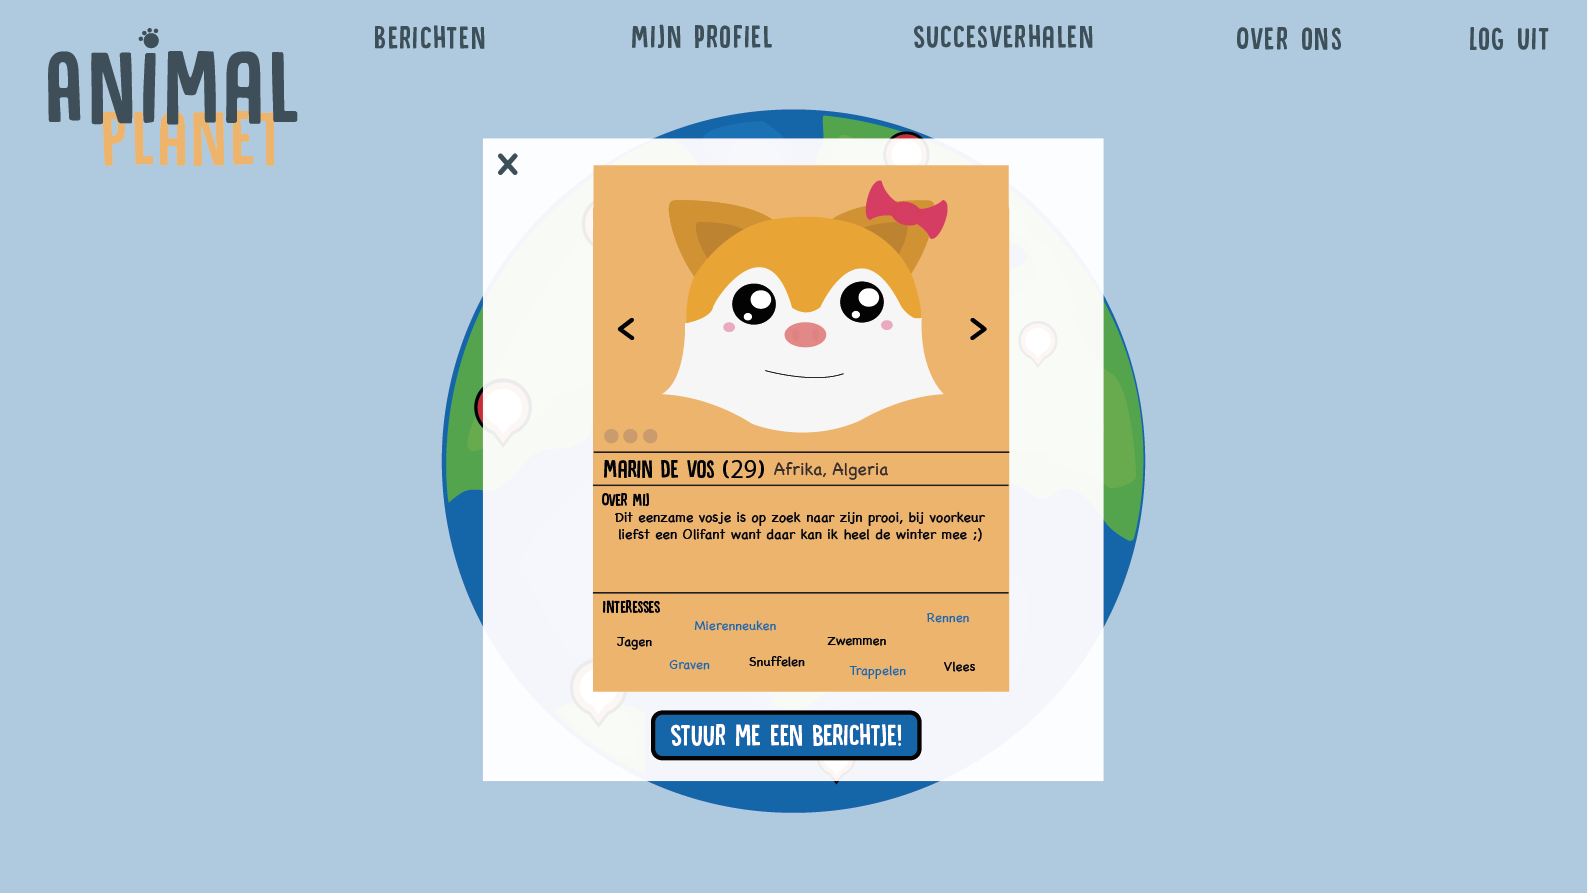 BERICHTEN
MIJN PROFIEL
SUCCESVERHALEN
OVER ONS
LOG UIT
ANIMAL
PLANET
MARIN DE VOS (29) Afrika, Algeria
OVER MIJ
Dit eenzame vosje is op zoek naar zijn prooi, bij voorkeur
liefst een Olifant want daar kan ik heel de winter mee ;)
INTERESSES
Rennen
Mierenneuken
Jagen
Zwemmen
Graven
Snuffelen
Trappelen
Vlees
STUUR ME EEN BERICHTJE!